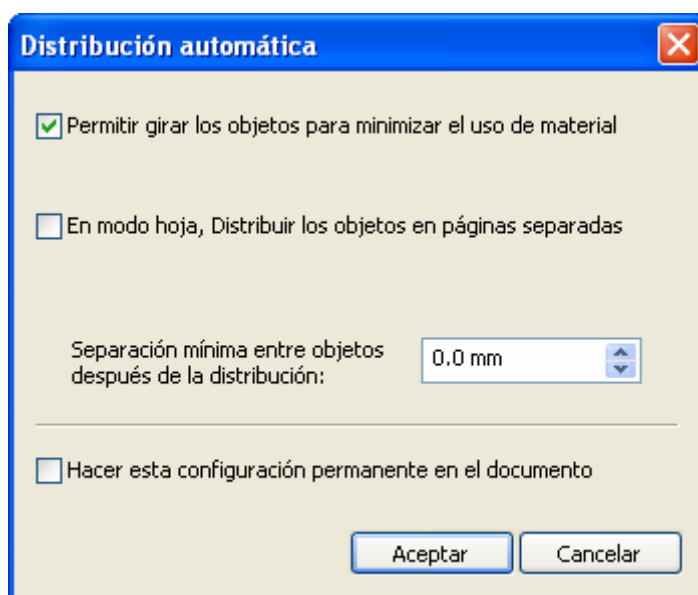 Distribución automática
Permitir girar los objetos para minimizar el uso de material
En modo hoja, Distribuir los objetos en páginas separadas
Separación mínima entre objetos
después de la distribución:
0.0 mm
Hacer esta configuración permanente en el documento
Aceptar
Cancelar